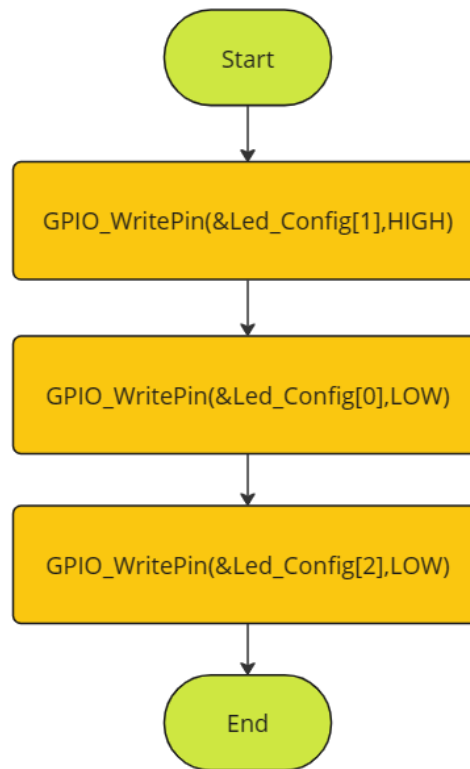 Start
GPIO_WritePin(&Led_Config[1],HIGH)
GPIO_WritePin(&Led_Config[0],LOW)
GPIO_WritePin(&Led_Config[2],LOW)
End